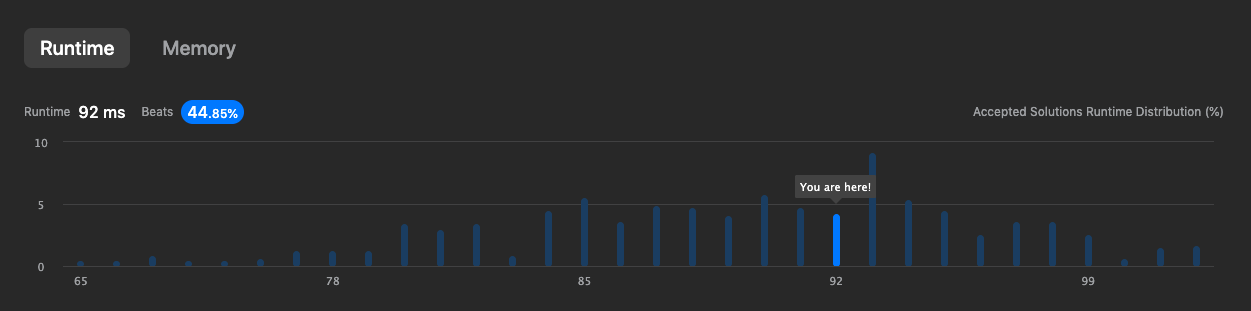 Runtime Memory
Runtime 92 ms Beats 44.85% Accepted Solutions Runtime Distribution (%)
10
You are here!
5
0
65 78 85 92 99